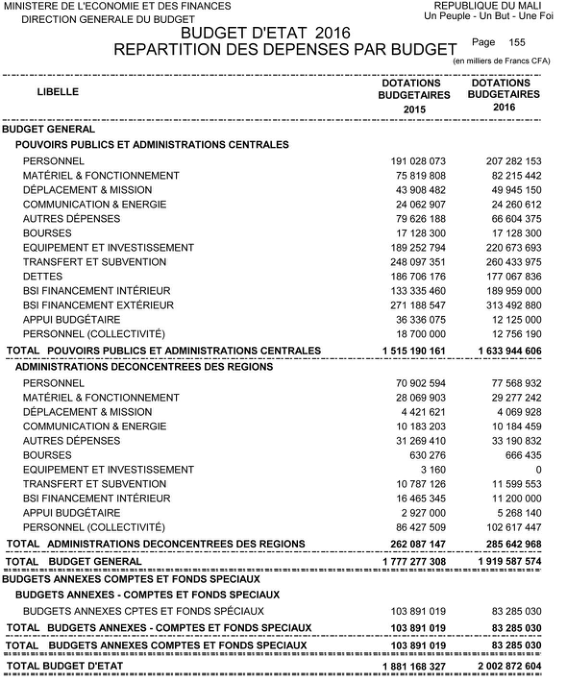 MINISTERE DE L'ECONOMIE ET DES FINANCES
REPUBLIQUE DU MALI
DIRECTION GENERALE DU BUDGET
Un Peuple - Un But - Une Foi
BUDGET D'ETAT 2016
REPARTITION DES DEPENSES PAR BUDGET
Page 155
(en milliers de Francs CFA)
LIBELLE DOTATIONS BUDGETAIRES 2015 DOTATIONS BUDGETAIRES 2016
BUDGET GENERAL
POUVOIRS PUBLICS ET ADMINISTRATIONS CENTRALES
PERSONNEL 191 028 073 207 282 153
MATÉRIEL & FONCTIONNEMENT 75 819 808 82 215 442
DÉPLACEMENT & MISSION 43 908 482 49 945 150
COMMUNICATION & ENERGIE 24 062 907 24 260 612
AUTRES DÉPENSES 79 626 188 66 604 375
BOURSES 17 128 300 17 128 300
EQUIPEMENT ET INVESTISSEMENT 189 252 794 220 673 693
TRANSFERT ET SUBVENTION 248 097 351 260 433 975
DETTES 186 706 176 177 067 836
BSI FINANCEMENT INTÉRIEUR 133 335 460 189 959 000
BSI FINANCEMENT EXTÉRIEUR 271 188 547 313 492 880
APPUI BUDGÉTAIRE 36 336 075 12 125 000
PERSONNEL (COLLECTIVITÉ) 18 700 000 12 756 190
TOTAL POUVOIRS PUBLICS ET ADMINISTRATIONS CENTRALES 1 515 190 161 1 633 944 606
ADMINISTRATIONS DECONCENTREES DES REGIONS
PERSONNEL 70 902 594 77 568 932
MATÉRIEL & FONCTIONNEMENT 28 069 903 29 277 242
DÉPLACEMENT & MISSION 4 421 621 4 069 928
COMMUNICATION & ENERGIE 10 183 203 10 184 459
AUTRES DÉPENSES 31 269 410 33 190 832
BOURSES 630 276 666 435
EQUIPEMENT ET INVESTISSEMENT 3 160 0
TRANSFERT ET SUBVENTION 10 787 126 11 599 553
BSI FINANCEMENT INTÉRIEUR 16 465 345 11 200 000
APPUI BUDGÉTAIRE 2 927 000 5 268 140
PERSONNEL (COLLECTIVITÉ) 86 427 509 102 617 447
TOTAL ADMINISTRATIONS DECONCENTREES DES REGIONS 262 087 147 285 642 968
TOTAL BUDGET GENERAL 1 777 277 308 1 919 587 574
BUDGETS ANNEXES COMPTES ET FONDS SPECIAUX
BUDGETS ANNEXES - COMPTES ET FONDS SPECIAUX
BUDGETS ANNEXES CPTES ET FONDS SPÉCIAUX 103 891 019 83 285 030
TOTAL BUDGETS ANNEXES - COMPTES ET FONDS SPECIAUX 103 891 019 83 285 030
TOTAL BUDGETS ANNEXES COMPTES ET FONDS SPECIAUX 103 891 019 83 285 030
TOTAL BUDGET D'ETAT 1 881 168 327 2 002 872 604